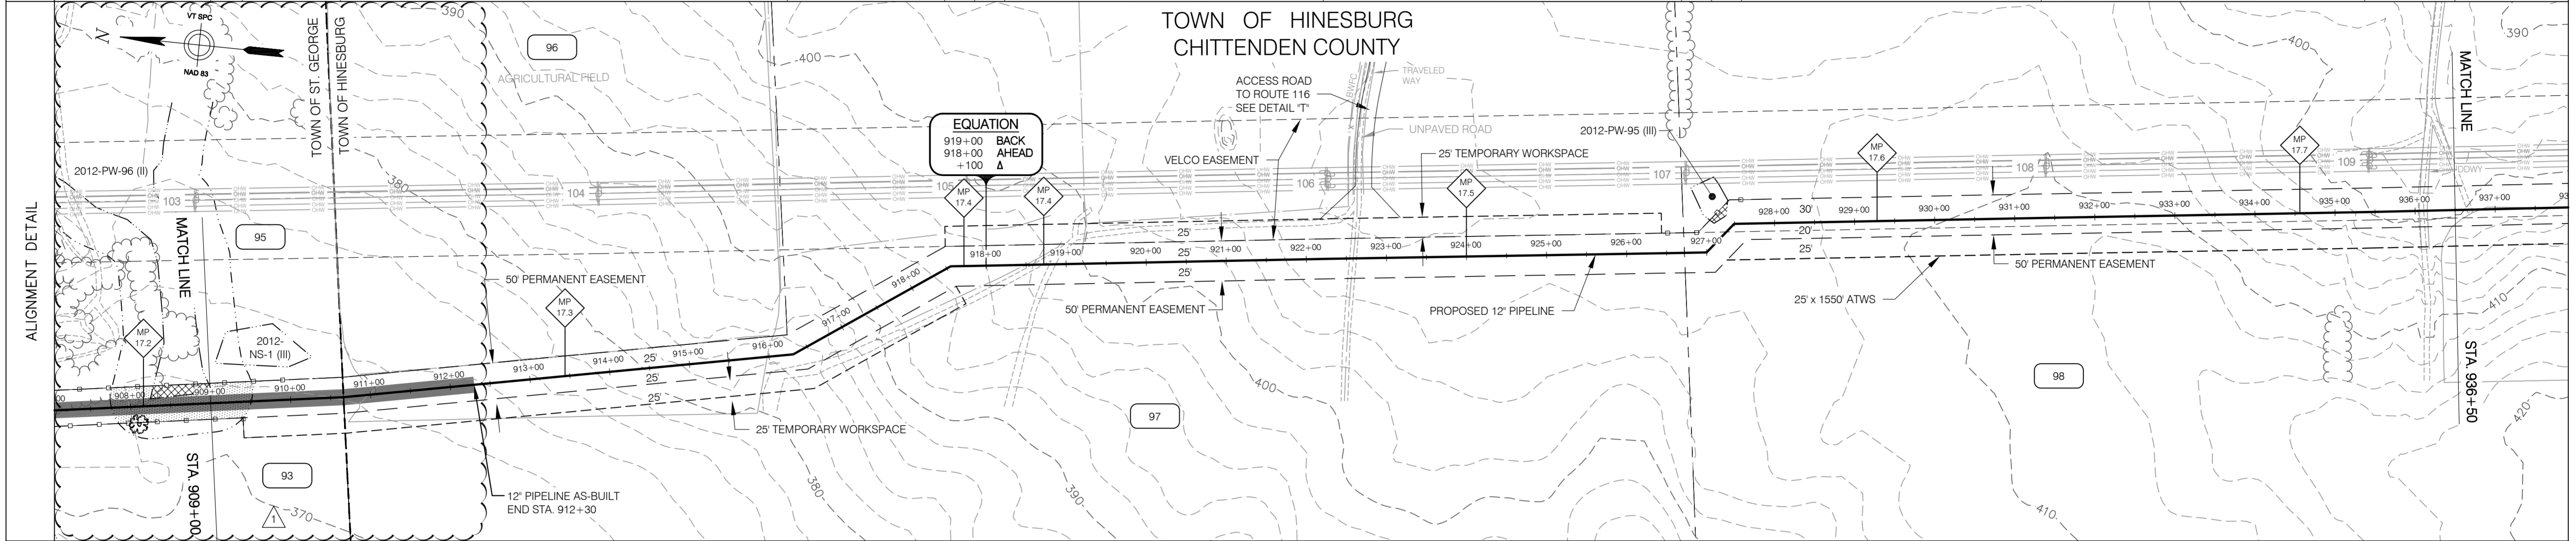 ALIGNMENT DETAIL
VT SPC
N
NAD 83
TOWN OF ST. GEORGE
TOWN OF HINESBURG
390
96
AGRICULTURAL FIELD
400
TOWN OF HINESBURG
CHITTENDEN COUNTY
ACCESS ROAD
TO ROUTE 116
SEE DETAIL "T"
BWFC
TRAVELED
WAY
UNPAVED ROAD
VELCO EASEMENT
EQUATION
919+00 BACK
918+00 AHEAD
+100 Δ
2012-PW-96 (II)
2012-PW-95 (III)
25' TEMPORARY WORKSPACE
MATCH LINE
STA. 909+00
MATCH LINE
STA. 936+50
400
390
380
103
104
105
106
107
108
109
OHW
DDWY
MP
17.2
MP
17.3
MP
17.4
MP
17.4
MP
17.5
MP
17.6
MP
17.7
95
2012-
NS-1 (III)
50' PERMANENT EASEMENT
00
908+00
909+00
910+00
911+00
912+00
913+00
914+00
915+00
916+00
917+00
918+00
918+00
919+00
920+00
921+00
922+00
923+00
924+00
925+00
926+00
927+00
928+00
929+00
930+00
931+00
932+00
933+00
934+00
935+00
936+00
937+00
93
25'
25'
25'
25'
25'
25'
30'
20'
25'
50' PERMANENT EASEMENT
PROPOSED 12" PIPELINE
25' x 1550' ATWS
50' PERMANENT EASEMENT
25' TEMPORARY WORKSPACE
12" PIPELINE AS-BUILT
END STA. 912+30
93
1
370
380
390
400
97
98
410
410
420